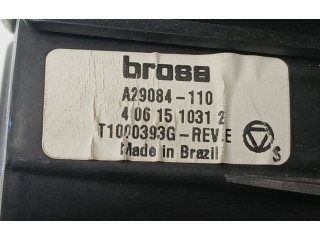 brose
A29084-110
4 06 15 1031 2
T1000393G-REV.E
Made in Brazil
S